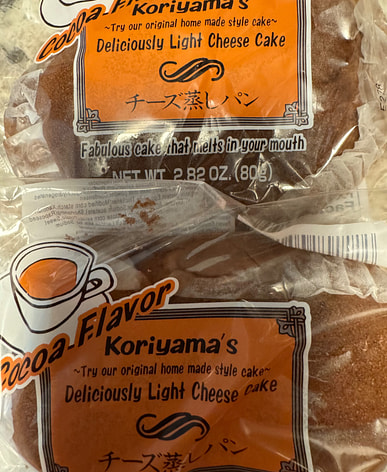 Cocoa-F
Koriyama's
~Try our original home made style cake~
Deliciously Light Cheese Cake
チーズ蒸しパン
Fabulous cake that melts in your mouth
NET WT. 2.82 OZ.(80g)
Cocoa-Flavor
Koriyama's
~Try our original home made style cake~
Deliciously Light Cheese Cake
チーズ蒸しパン